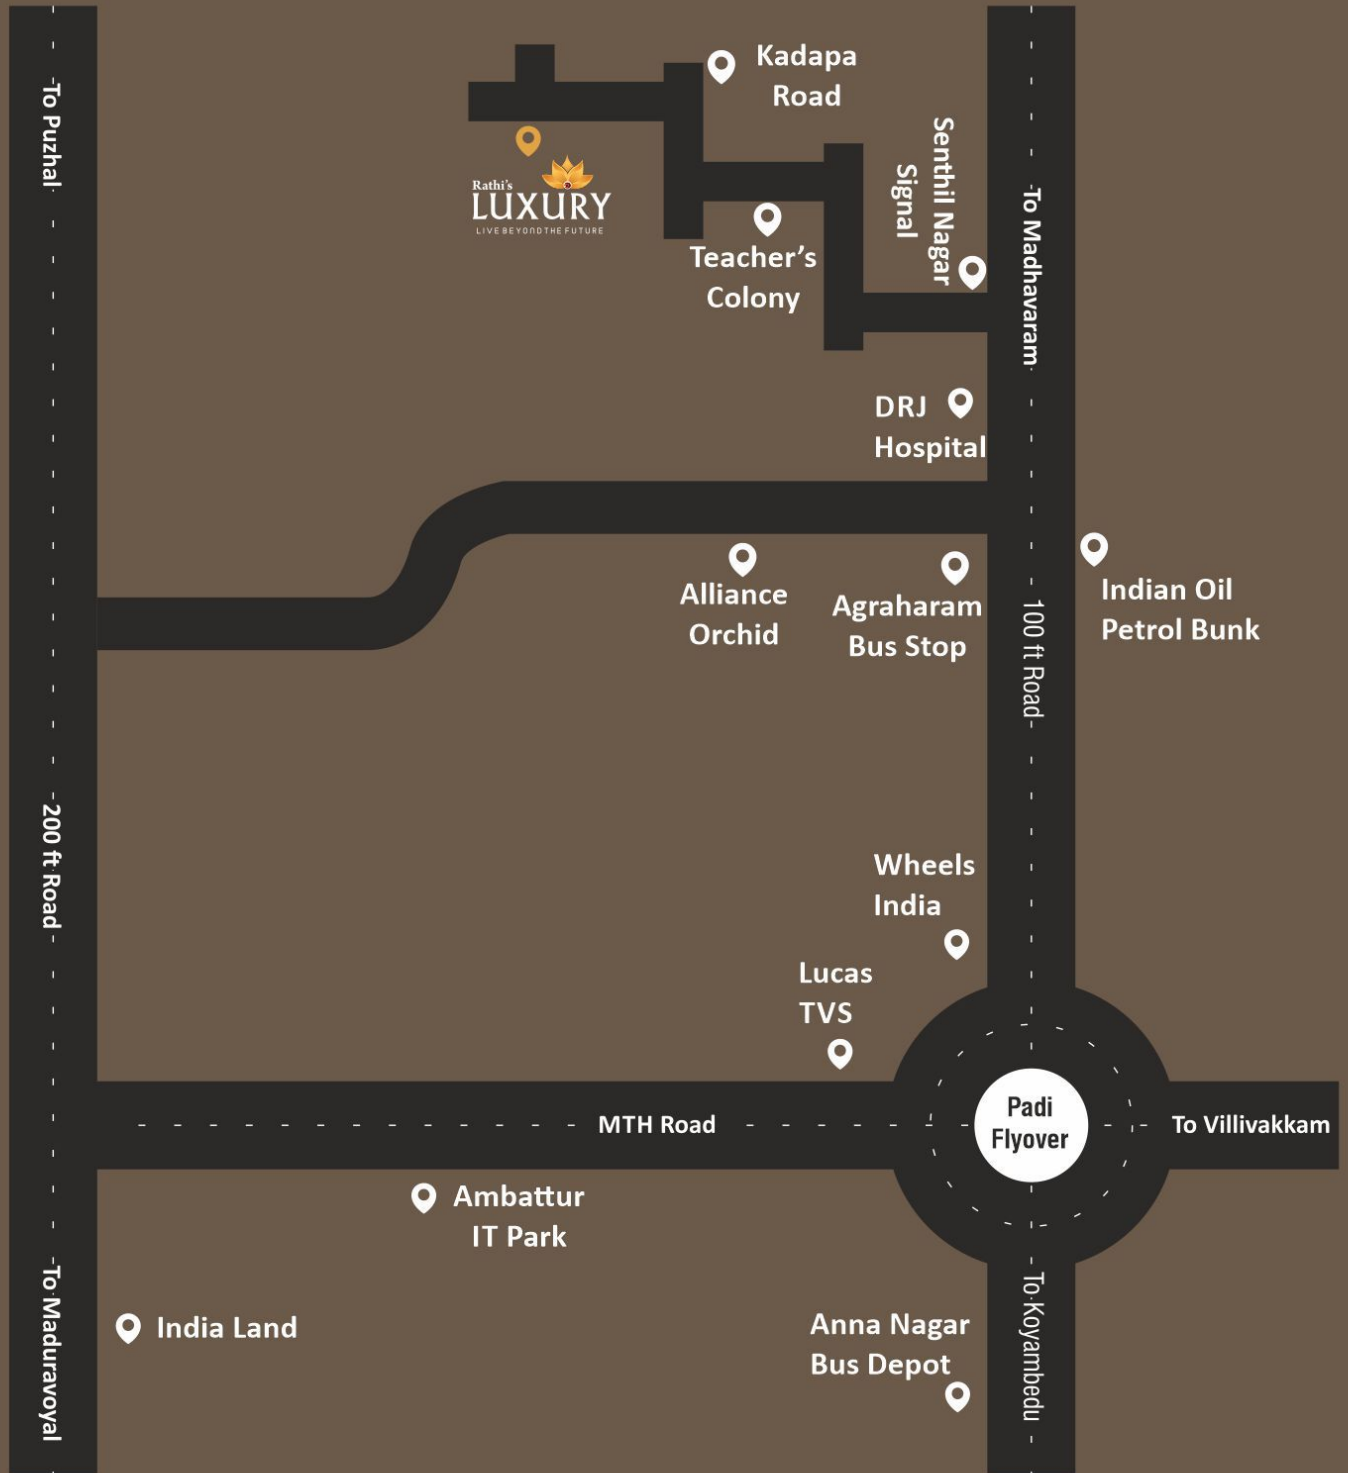 Kadapa
Road
To Puzhal
Senthil Nagar
Signal
To Madhavaram
Rathi's
LUXURY
LIVE BEYOND THE FUTURE
Teacher’s
Colony
DRJ
Hospital
Alliance
Orchid
Agraharam
Bus Stop
Indian Oil
Petrol Bunk
100 ft Road
200 ft Road
Wheels
India
Lucas
TVS
Padi
Flyover
MTH Road
To Villivakkam
Ambattur
IT Park
To Maduravoyal
India Land
Anna Nagar
Bus Depot
To Koyambedu